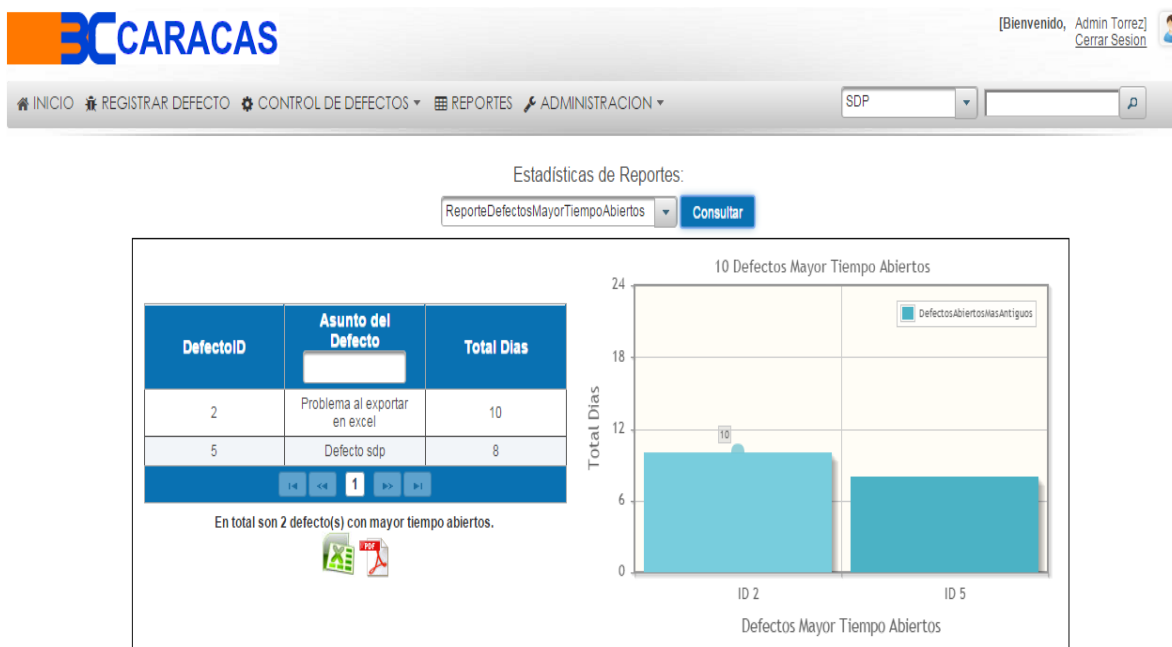 BC CARACAS
[Bienvenido, Admin Torrez]
Cerrar Sesion
INICIO REGISTRAR DEFECTO CONTROL DE DEFECTOS REPORTES ADMINISTRACION
SDP
Estadísticas de Reportes:
ReporteDefectosMayorTiempoAbiertos Consultar
DefectoID Asunto del Defecto Total Dias
2 Problema al exportar en excel 10
5 Defecto sdp 8
1
En total son 2 defecto(s) con mayor tiempo abiertos.
PDF
10 Defectos Mayor Tiempo Abiertos
DefectosAbiertosMasAntiguos
Total Dias
24
18
12
6
0
10
ID 2 ID 5
Defectos Mayor Tiempo Abiertos